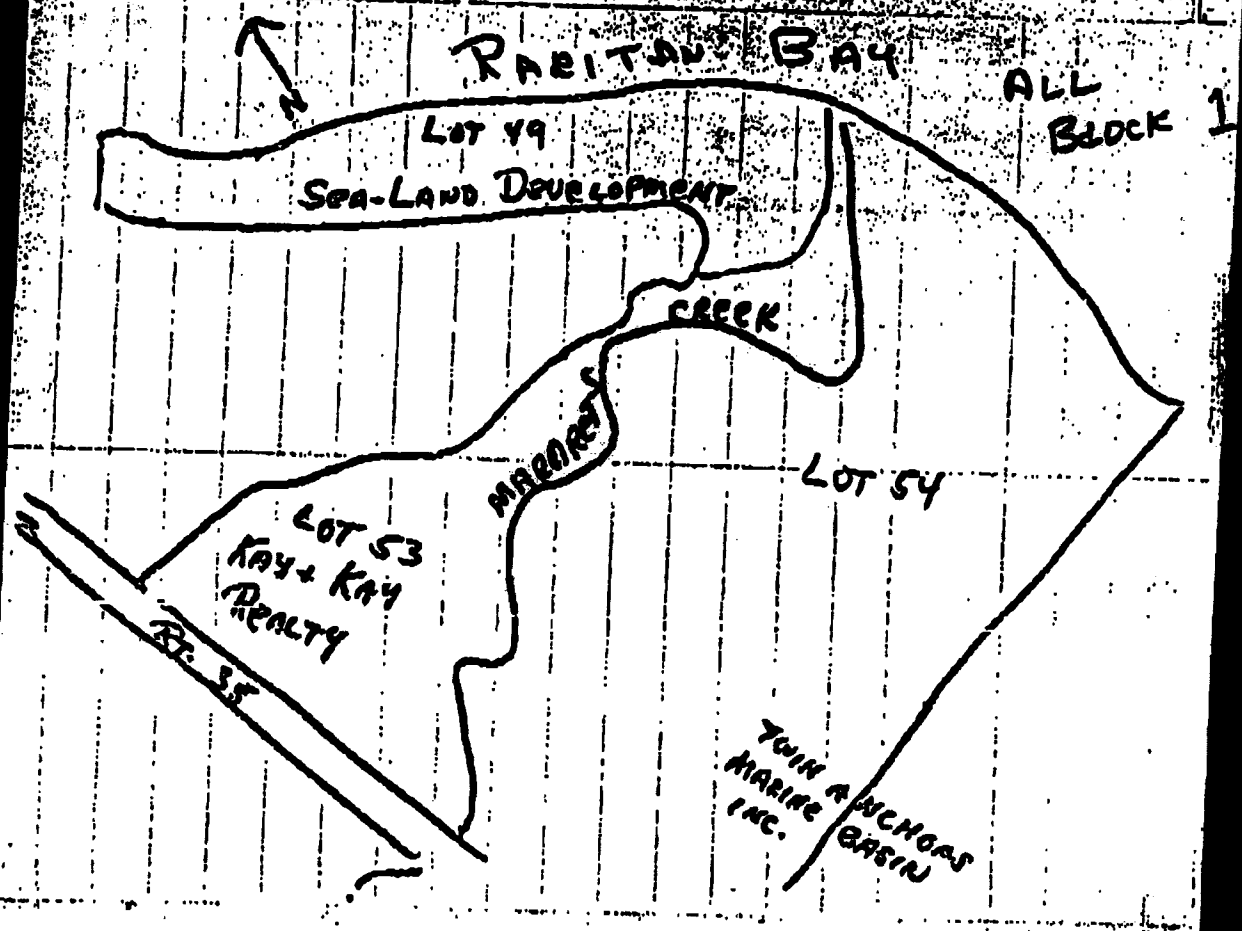 RARITAN BAY
N
ALL
BLOCK 1
LOT 49
SEA-LAND DEVELOPMENT
CREEK
MARGRETS
LOT 54
LOT 53
KAY + KAY
REALTY
RT. 35
TWIN ANCHORS
MARINE BASIN
INC.